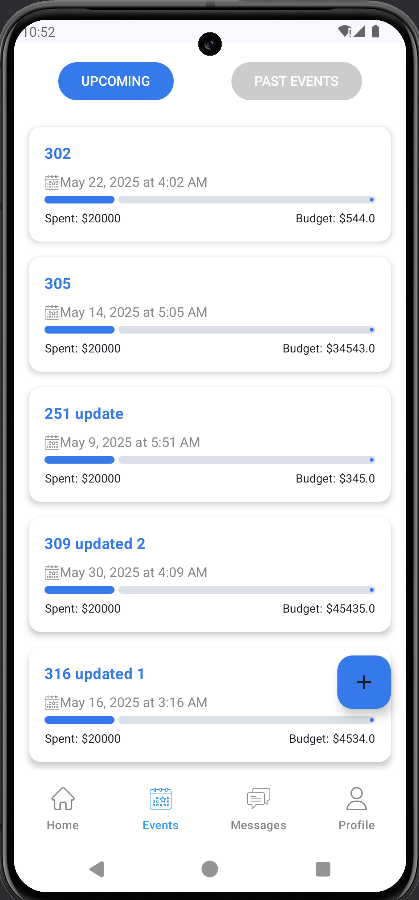 10:52
UPCOMING PAST EVENTS
302
May 22, 2025 at 4:02 AM
Spent: $20000 Budget: $544.0
305
May 14, 2025 at 5:05 AM
Spent: $20000 Budget: $34543.0
251 update
May 9, 2025 at 5:51 AM
Spent: $20000 Budget: $345.0
309 updated 2
May 30, 2025 at 4:09 AM
Spent: $20000 Budget: $45435.0
316 updated 1
+
May 16, 2025 at 3:16 AM
Spent: $20000 Budget: $4534.0
Home Events Messages Profile